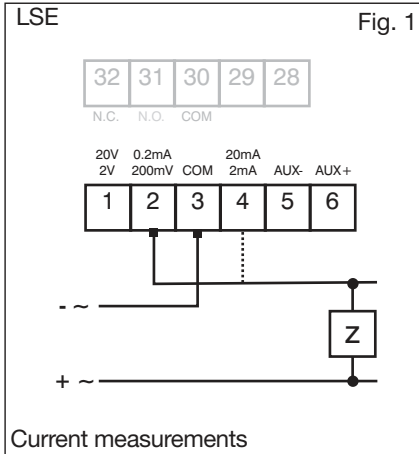 LSE Fig. 1
32 31 30 29 28
N.C. N.O. COM
20V 0.2mA 20mA
2V 200mV COM 2mA AUX- AUX+
1 2 3 4 5 6
- ~
Z
+ ~
Current measurements